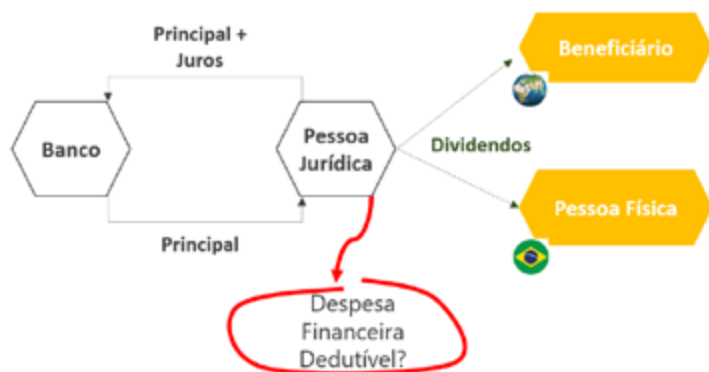 Principal +
Juros
Banco
Pessoa
Jurídica
Principal
Dividendos
Beneficiário
Pessoa Física
Despesa
Financeira
Dedutível?